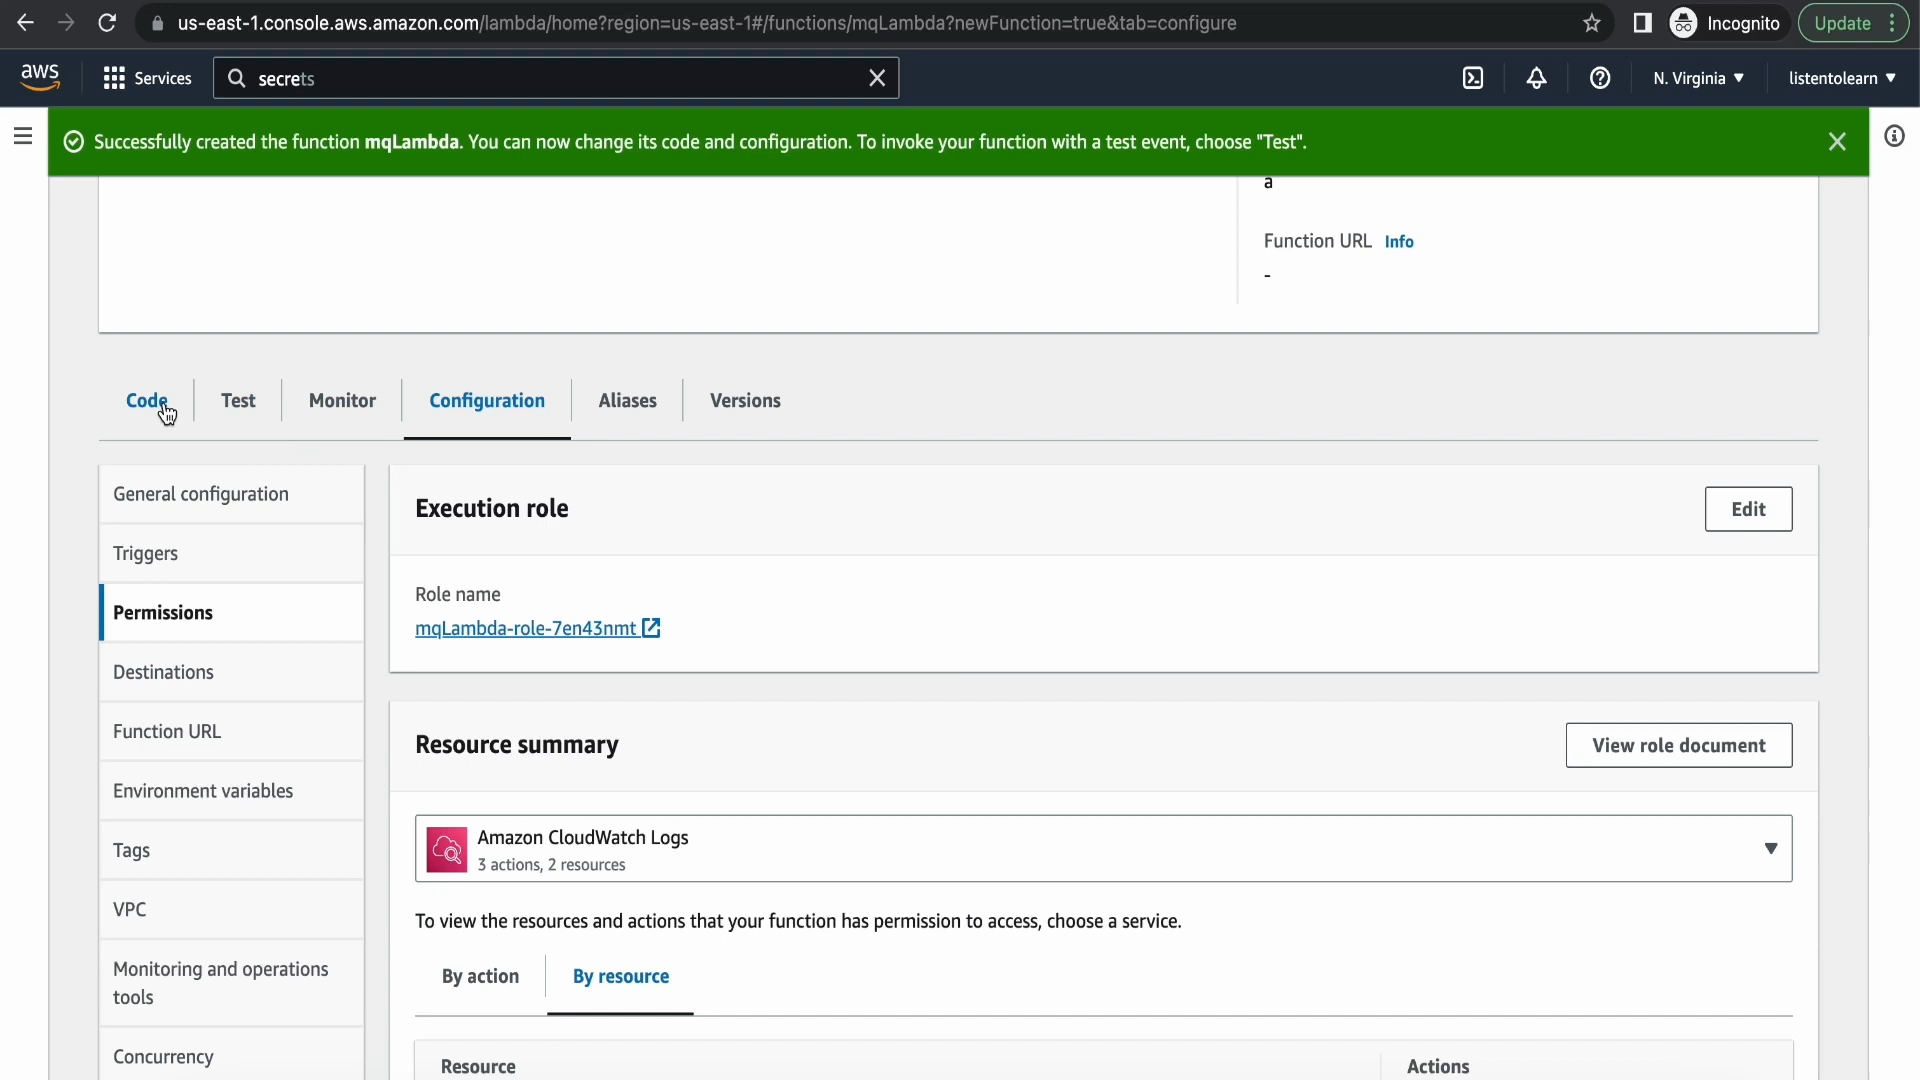 us-east-1.console.aws.amazon.com/lambda/home?region=us-east-1#/functions/mqLambda?newFunction=true&tab=configure
Incognito
Update
aws
Services
secrets
N. Virginia ▼
listentolearn ▼
Successfully created the function mqLambda. You can now change its code and configuration. To invoke your function with a test event, choose "Test".
a
Function URL Info
-
Code
Test
Monitor
Configuration
Aliases
Versions
General configuration
Triggers
Permissions
Destinations
Function URL
Environment variables
Tags
VPC
Monitoring and operations
tools
Concurrency
Execution role
Edit
Role name
mqLambda-role-7en43nmt
Resource summary
View role document
Amazon CloudWatch Logs
3 actions, 2 resources
To view the resources and actions that your function has permission to access, choose a service.
By action
By resource
Resource
Actions